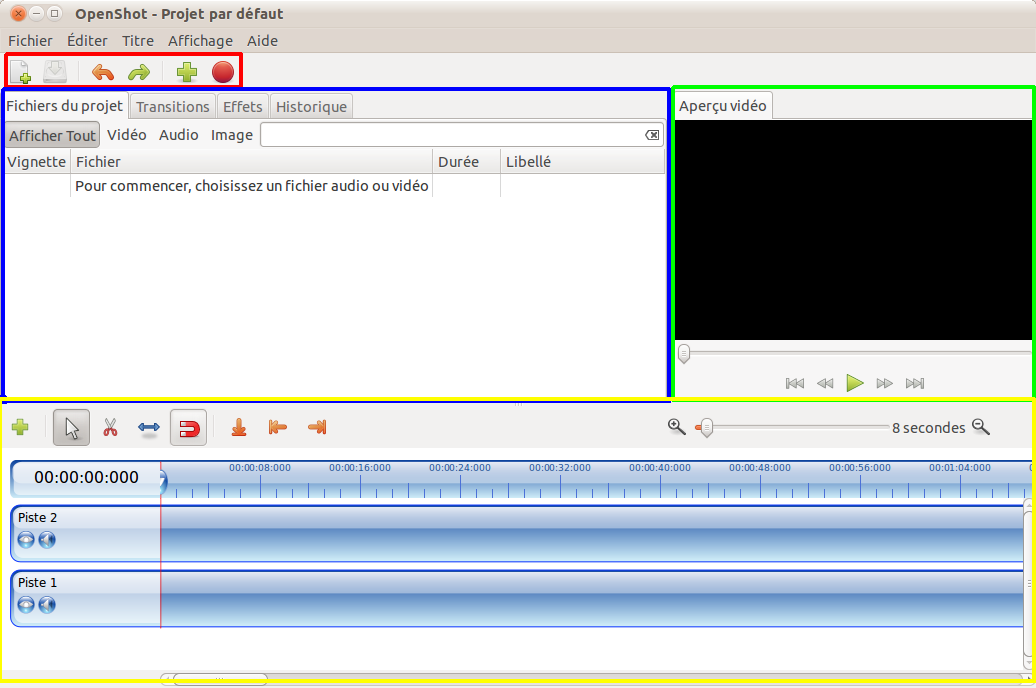 OpenShot - Projet par défaut
Fichier Éditer Titre Affichage Aide
Fichiers du projet Transitions Effets Historique Aperçu vidéo
Afficher Tout Vidéo Audio Image
Vignette Fichier Durée Libellé
Pour commencer, choisissez un fichier audio ou vidéo
8 secondes
00:00:00:000 00:00:08:000 00:00:16:000 00:00:24:000 00:00:32:000 00:00:40:000 00:00:48:000 00:00:56:000 00:01:04:000
Piste 2
Piste 1